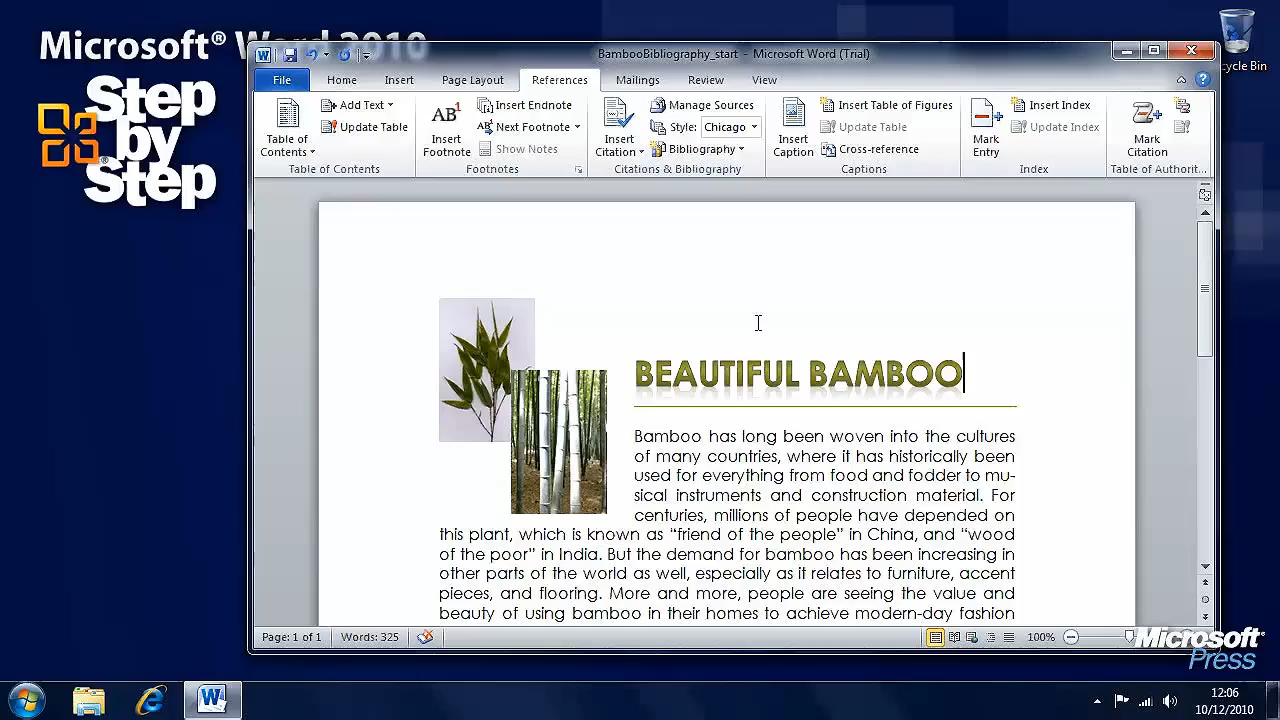 Microsoft® Word 2010
Step
by
Step®
BambooBibliography_start - Microsoft Word (Trial)
Cycle Bin
File Home Insert Page Layout References Mailings Review View
Table of
Contents
Add Text
Update Table
Table of Contents
AB1
Insert
Footnote
Insert Endnote
Next Footnote
Show Notes
Footnotes
Insert
Citation
Manage Sources
Style: Chicago
Bibliography
Citations & Bibliography
Insert
Caption
Insert Table of Figures
Update Table
Cross-reference
Captions
Mark
Entry
Insert Index
Update Index
Index
Mark
Citation
Table of Authorit...
BEAUTIFUL BAMBOO
Bamboo has long been woven into the cultures
of many countries, where it has historically been
used for everything from food and fodder to mu-
sical instruments and construction material. For
centuries, millions of people have depended on
this plant, which is known as “friend of the people” in China, and “wood
of the poor” in India. But the demand for bamboo has been increasing in
other parts of the world as well, especially as it relates to furniture, accent
pieces, and flooring. More and more, people are seeing the value and
beauty of using bamboo in their homes to achieve modern-day fashion
Page: 1 of 1 Words: 325 100%
Microsoft®
Press
12:06
10/12/2010